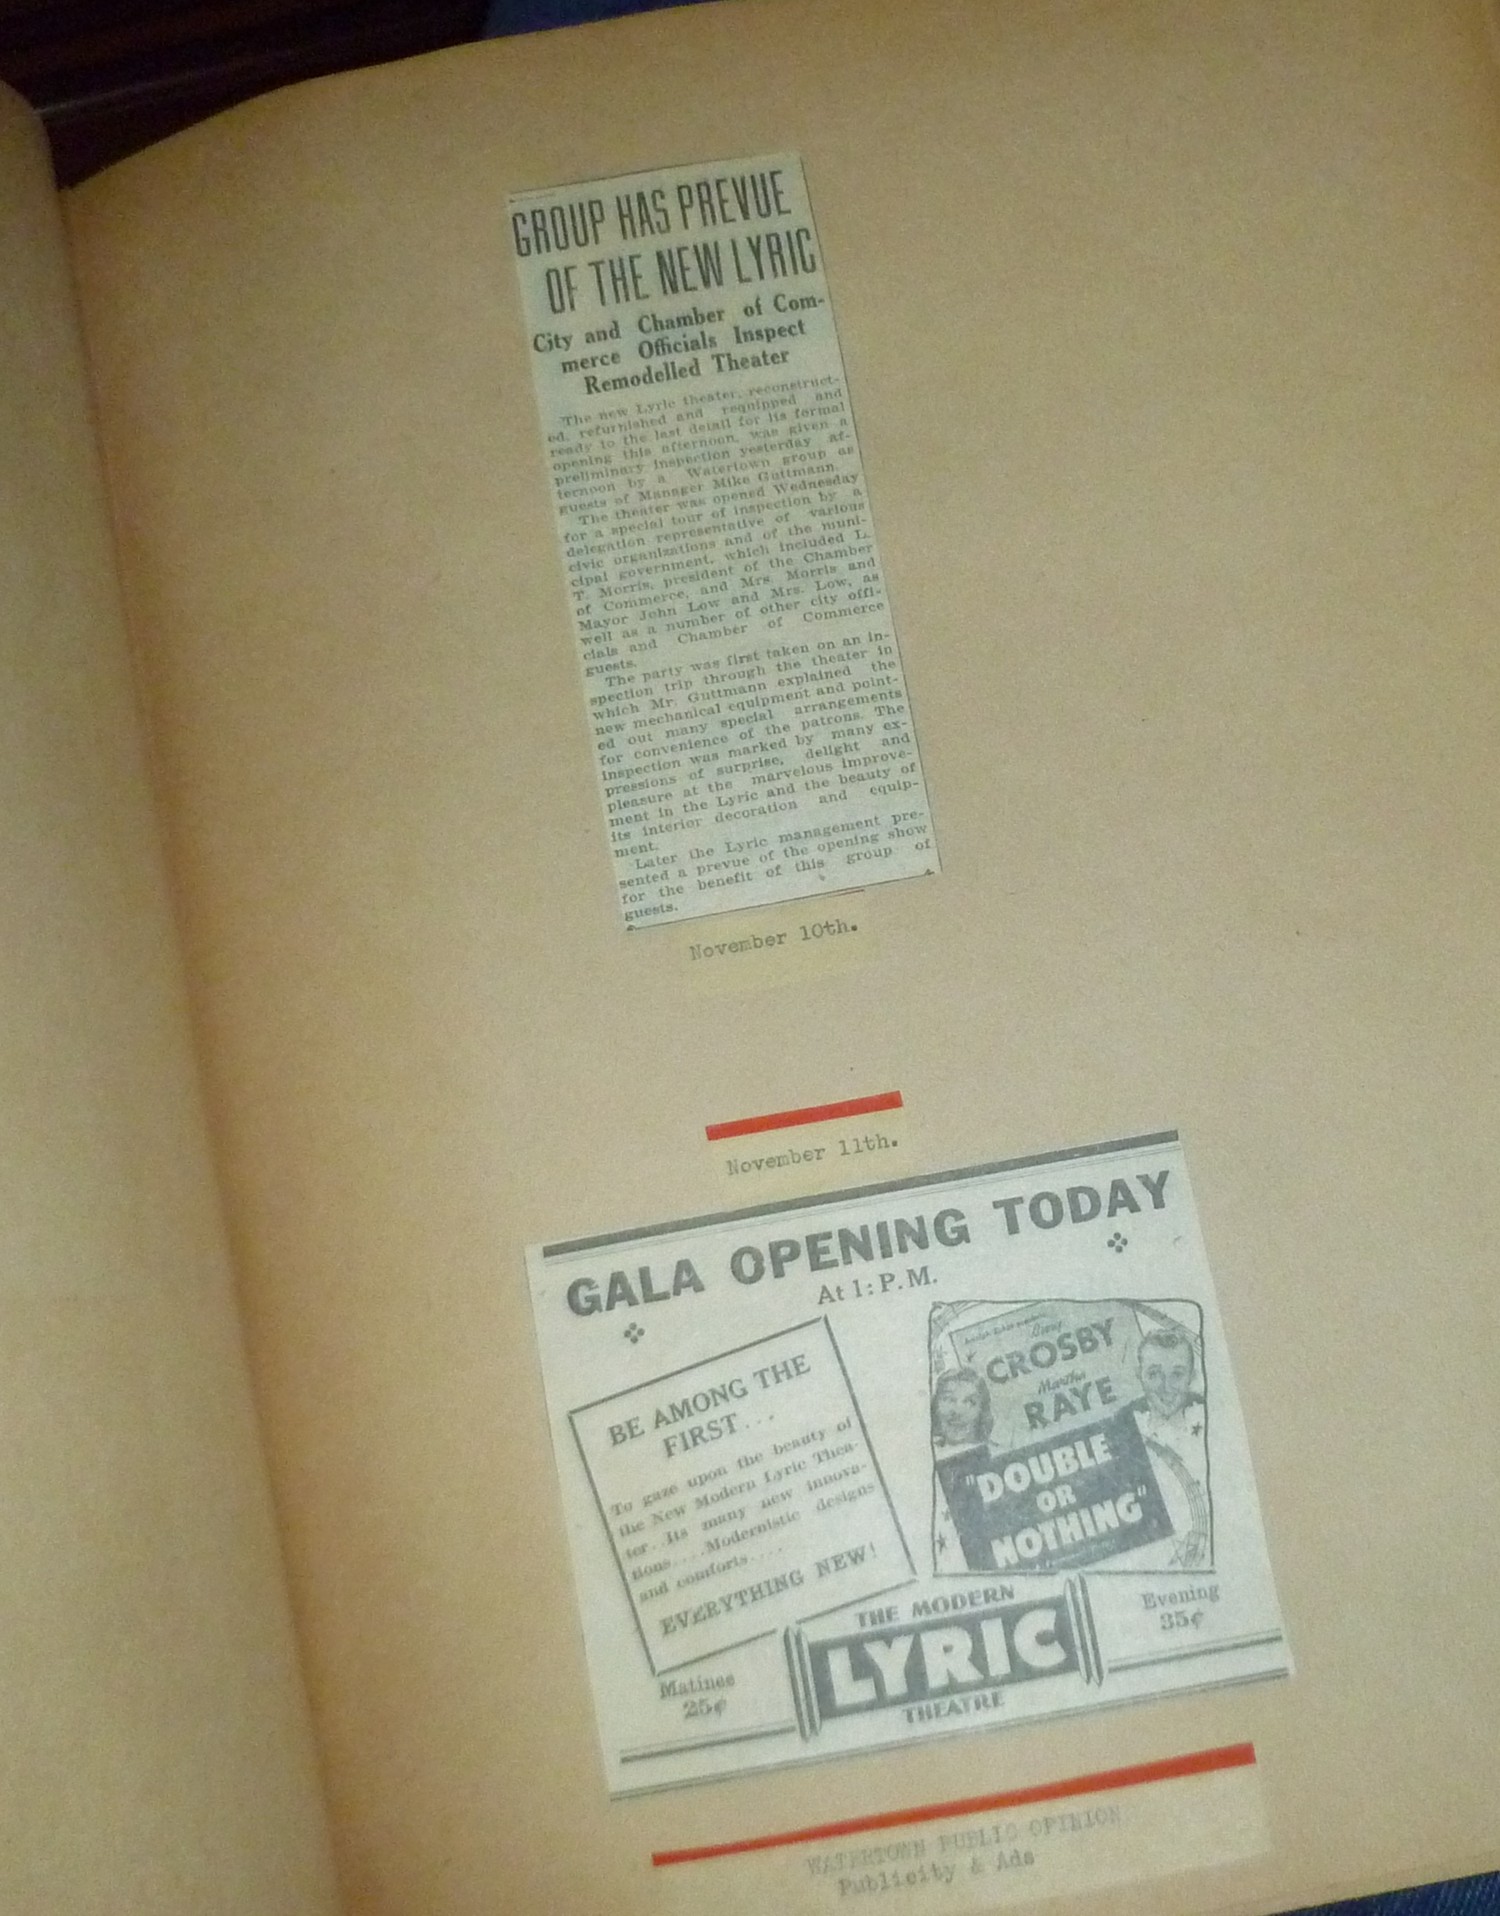 GROUP HAS PREVUE
OF THE NEW LYRIC
City and Chamber of Com-
merce Officials Inspect
Remodelled Theater
The new Lyric theater, reconstruct-
ed, refurnished and requipped and
ready to the last detail for its formal
opening this afternoon, was given a
preliminary inspection yesterday af-
ternoon by a Watertown group as
guests of Manager Mike Guttmann.
The theater was opened Wednesday
for a special tour of inspection by a
delegation representative of various
civic organizations and of the muni-
cipal government, which included L.
T. Morris, president of the Chamber
of Commerce, and Mrs. Morris and
Mayor John Low and Mrs. Low, as
well as a number of other city offi-
cials and Chamber of Commerce
guests.
The party was first taken on an in-
spection trip through the theater in
which Mr. Guttmann explained the
new mechanical equipment and point-
ed out many special arrangements
for convenience of the patrons. The
inspection was marked by many ex-
pressions of surprise, delight and
pleasure at the marvelous improve-
ment in the Lyric and the beauty of
its interior decoration and equip-
ment.
Later the Lyric management pre-
sented a prevue of the opening show
for the benefit of this group of
guests.
November 10th.
November 11th.
GALA OPENING TODAY
At 1: P.M.
BE AMONG THE
FIRST...
To gaze upon the beauty of
the New Modern Lyric Thea-
ter..Its many new innova-
tions....Modernistic designs
and comforts....
EVERYTHING NEW!
Bing
CROSBY
Martha
RAYE
"DOUBLE
OR
NOTHING"
Matinee
25¢
THE MODERN
LYRIC
THEATRE
Evening
35¢
WATERTOWN PUBLIC OPINION
Publicity & Ads